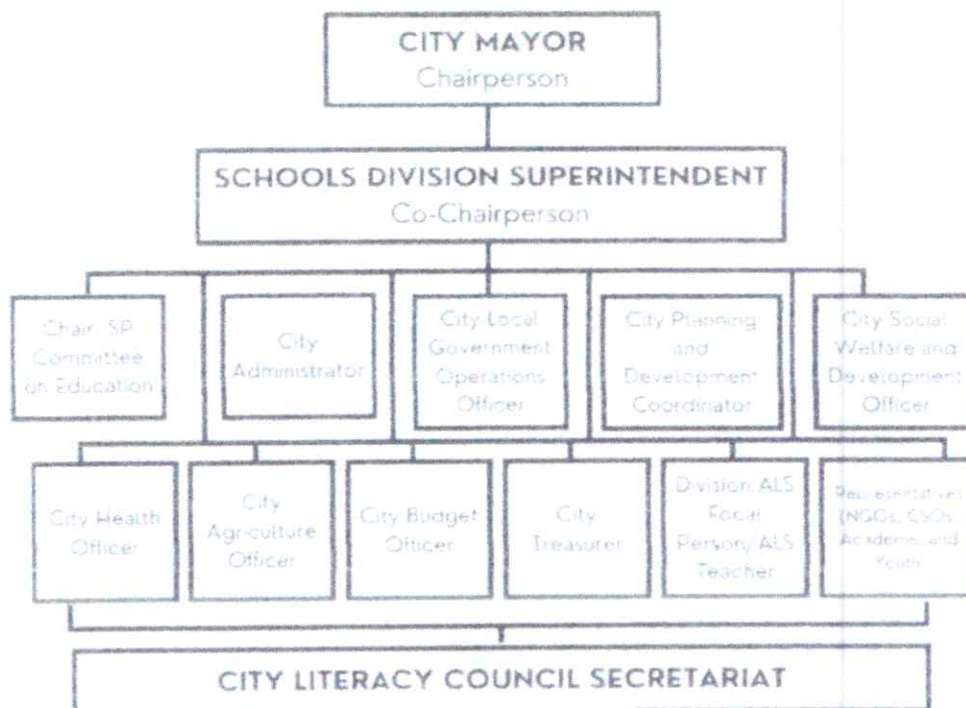 CITY MAYOR
Chairperson
SCHOOLS DIVISION SUPERINTENDENT
Co-Chairperson
Chair, SP
Committee
on Education
City
Administrator
City Local
Government
Operations
Officer
City Planning
and
Development
Coordinator
City Social
Welfare and
Development
Officer
City Health
Officer
City
Agriculture
Officer
City Budget
Officer
City
Treasurer
Division ALS
Focal
Person/ALS
Teacher
Representatives
(NGOs, CSOs,
Academe, and
Youth)
CITY LITERACY COUNCIL SECRETARIAT